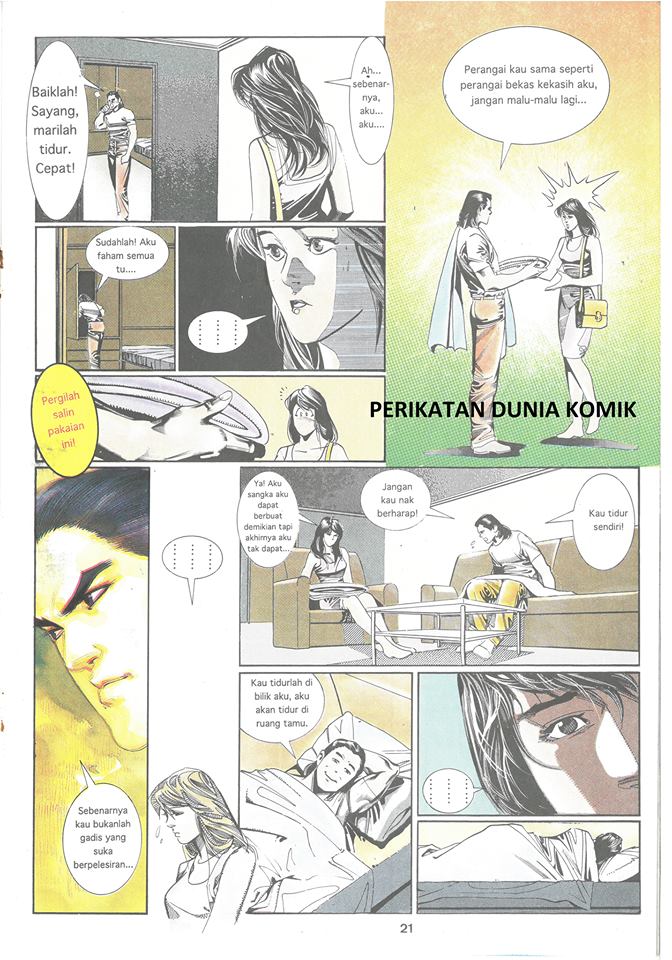 Baiklah!
Sayang,
marilah
tidur.
Cepat!
Ah...
sebenar-
nya,
aku...
aku....
Perangai kau sama seperti
perangai bekas kekasih aku,
jangan malu-malu lagi...
Sudahlah! Aku
faham semua
tu....
Pergilah
salin
pakaian
ini!
PERIKATAN DUNIA KOMIK
Ya! Aku
sangka aku
dapat
berbuat
demikian tapi
akhirnya aku
tak dapat...
Jangan
kau nak
berharap!
Kau tidur
sendiri!
Sebenarnya
kau bukanlah
gadis yang
suka
berpelesiran...
Kau tidurlah di
bilik aku, aku
akan tidur di
ruang tamu.
21